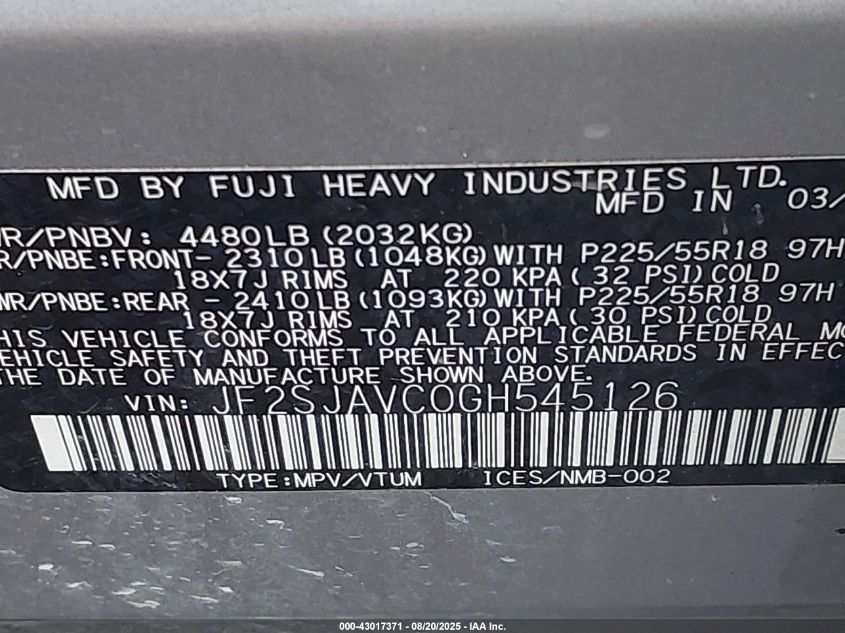 MFD BY FUJI HEAVY INDUSTRIES LTD.
MFD IN 03/
WR/PNBV: 4480LB (2032KG)
R/PNBE:FRONT- 2310LB (1048KG) WITH P225/55R18 97H
18X7J RIMS AT 220 KPA( 32 PSI) COLD
WR/PNBE:REAR - 2410LB (1093KG) WITH P225/55R18 97H
18X7J RIMS AT 210 KPA( 30 PSI) COLD
HIS VEHICLE CONFORMS TO ALL APPLICABLE FEDERAL MO
EHICLE SAFETY AND THEFT PREVENTION STANDARDS IN EFFEC
THE DATE OF MANUFACTURE SHOWN ABOVE.
VIN: JF2SJAVC0GH545126
TYPE:MPV/VTUM ICES/NMB-002
000-43017371 - 08/20/2025 - IAA Inc.